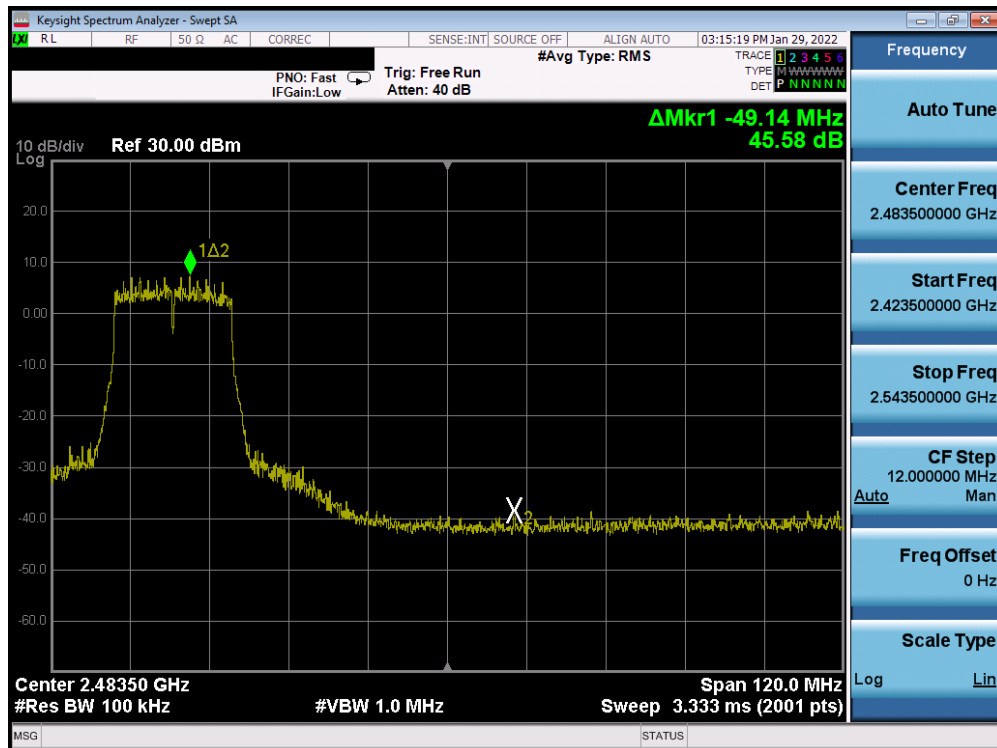 Keysight Spectrum Analyzer - Swept SA
LXI RL RF 50 Ω AC CORREC SENSE:INT SOURCE OFF ALIGN AUTO 03:15:19 PM Jan 29, 2022
#Avg Type: RMS
TRACE 1 2 3 4 5 6
TYPE M W W W W W
DET P N N N N N
PNO: Fast
IFGain:Low
Trig: Free Run
Atten: 40 dB
ΔMkr1 -49.14 MHz
45.58 dB
10 dB/div Ref 30.00 dBm
Log
20.0
10.0
0.00
-10.0
-20.0
-30.0
-40.0
-50.0
-60.0
1Δ2
X2
Center 2.48350 GHz Span 120.0 MHz
#Res BW 100 kHz #VBW 1.0 MHz Sweep 3.333 ms (2001 pts)
MSG STATUS
Frequency
Auto Tune
Center Freq
2.483500000 GHz
Start Freq
2.423500000 GHz
Stop Freq
2.543500000 GHz
CF Step
12.000000 MHz
Auto Man
Freq Offset
0 Hz
Scale Type
Log Lin